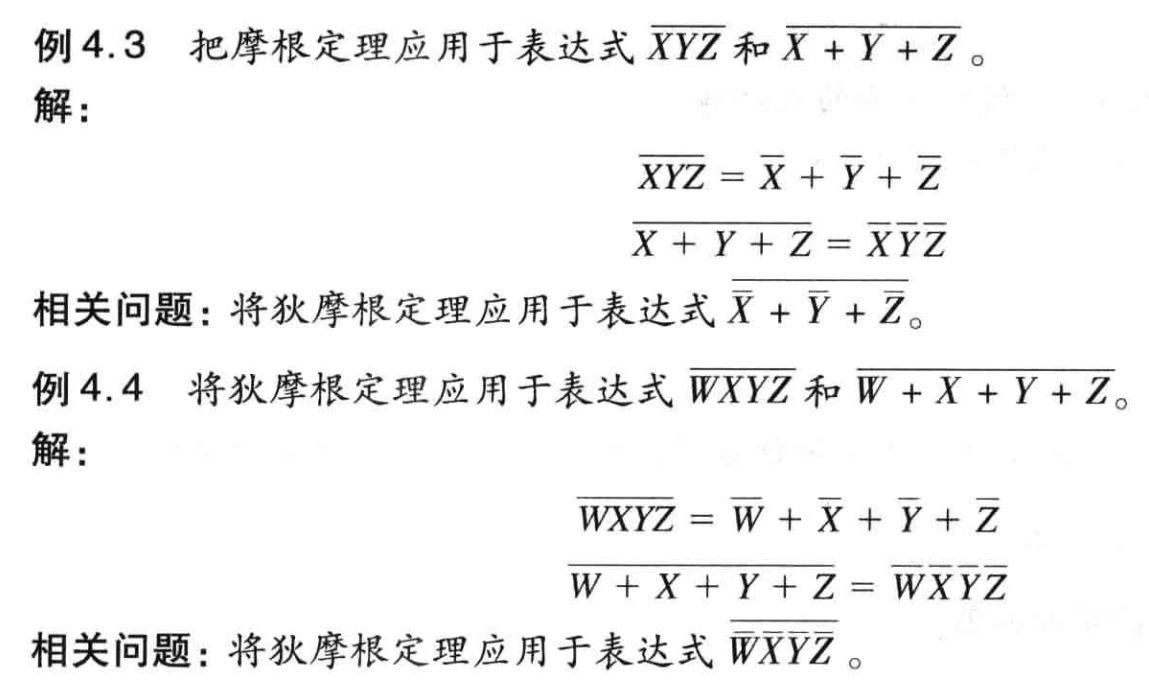 例 4.3 把摩根定理应用于表达式 $\overline{XYZ}$ 和 $\overline{X + Y + Z}$。
解：
$\overline{XYZ} = \overline{X} + \overline{Y} + \overline{Z}$
$\overline{X + Y + Z} = \overline{X}\,\overline{Y}\,\overline{Z}$
相关问题：将狄摩根定理应用于表达式 $\overline{\overline{X} + \overline{Y} + \overline{Z}}$。
例 4.4 将狄摩根定理应用于表达式 $\overline{WXYZ}$ 和 $\overline{W + X + Y + Z}$。
解：
$\overline{WXYZ} = \overline{W} + \overline{X} + \overline{Y} + \overline{Z}$
$\overline{W + X + Y + Z} = \overline{W}\,\overline{X}\,\overline{Y}\,\overline{Z}$
相关问题：将狄摩根定理应用于表达式 $\overline{\overline{W}\,\overline{X}\,\overline{Y}\,\overline{Z}}$。